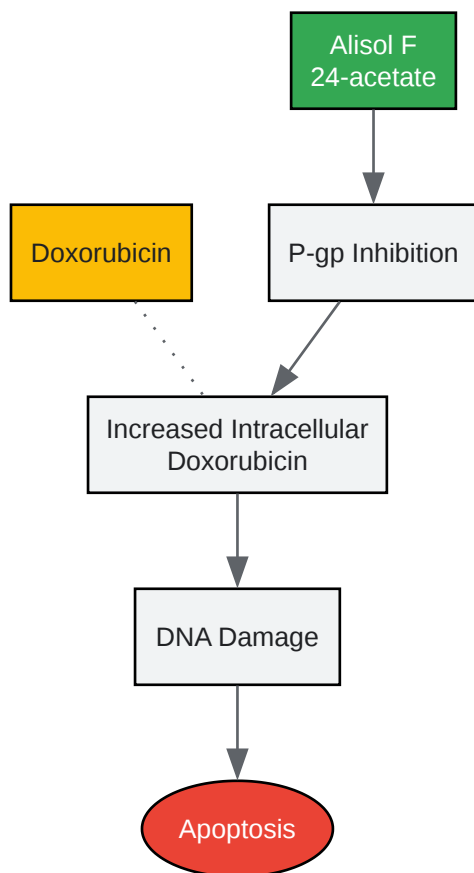 Alisol F
24-acetate
Doxorubicin
P-gp Inhibition
Increased Intracellular
Doxorubicin
DNA Damage
Apoptosis